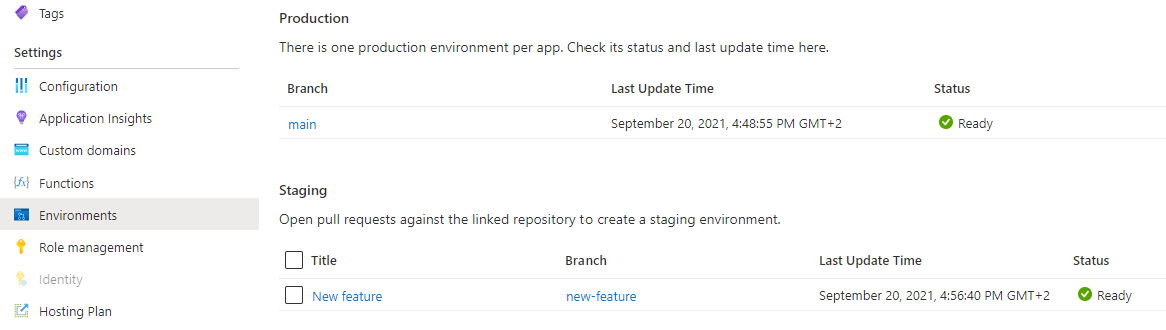 Tags
Settings
Configuration
Application Insights
Custom domains
Functions
Environments
Role management
Identity
Hosting Plan
Production
There is one production environment per app. Check its status and last update time here.
Branch Last Update Time Status
main September 20, 2021, 4:48:55 PM GMT+2 Ready
Staging
Open pull requests against the linked repository to create a staging environment.
Title Branch Last Update Time Status
New feature new-feature September 20, 2021, 4:56:40 PM GMT+2 Ready